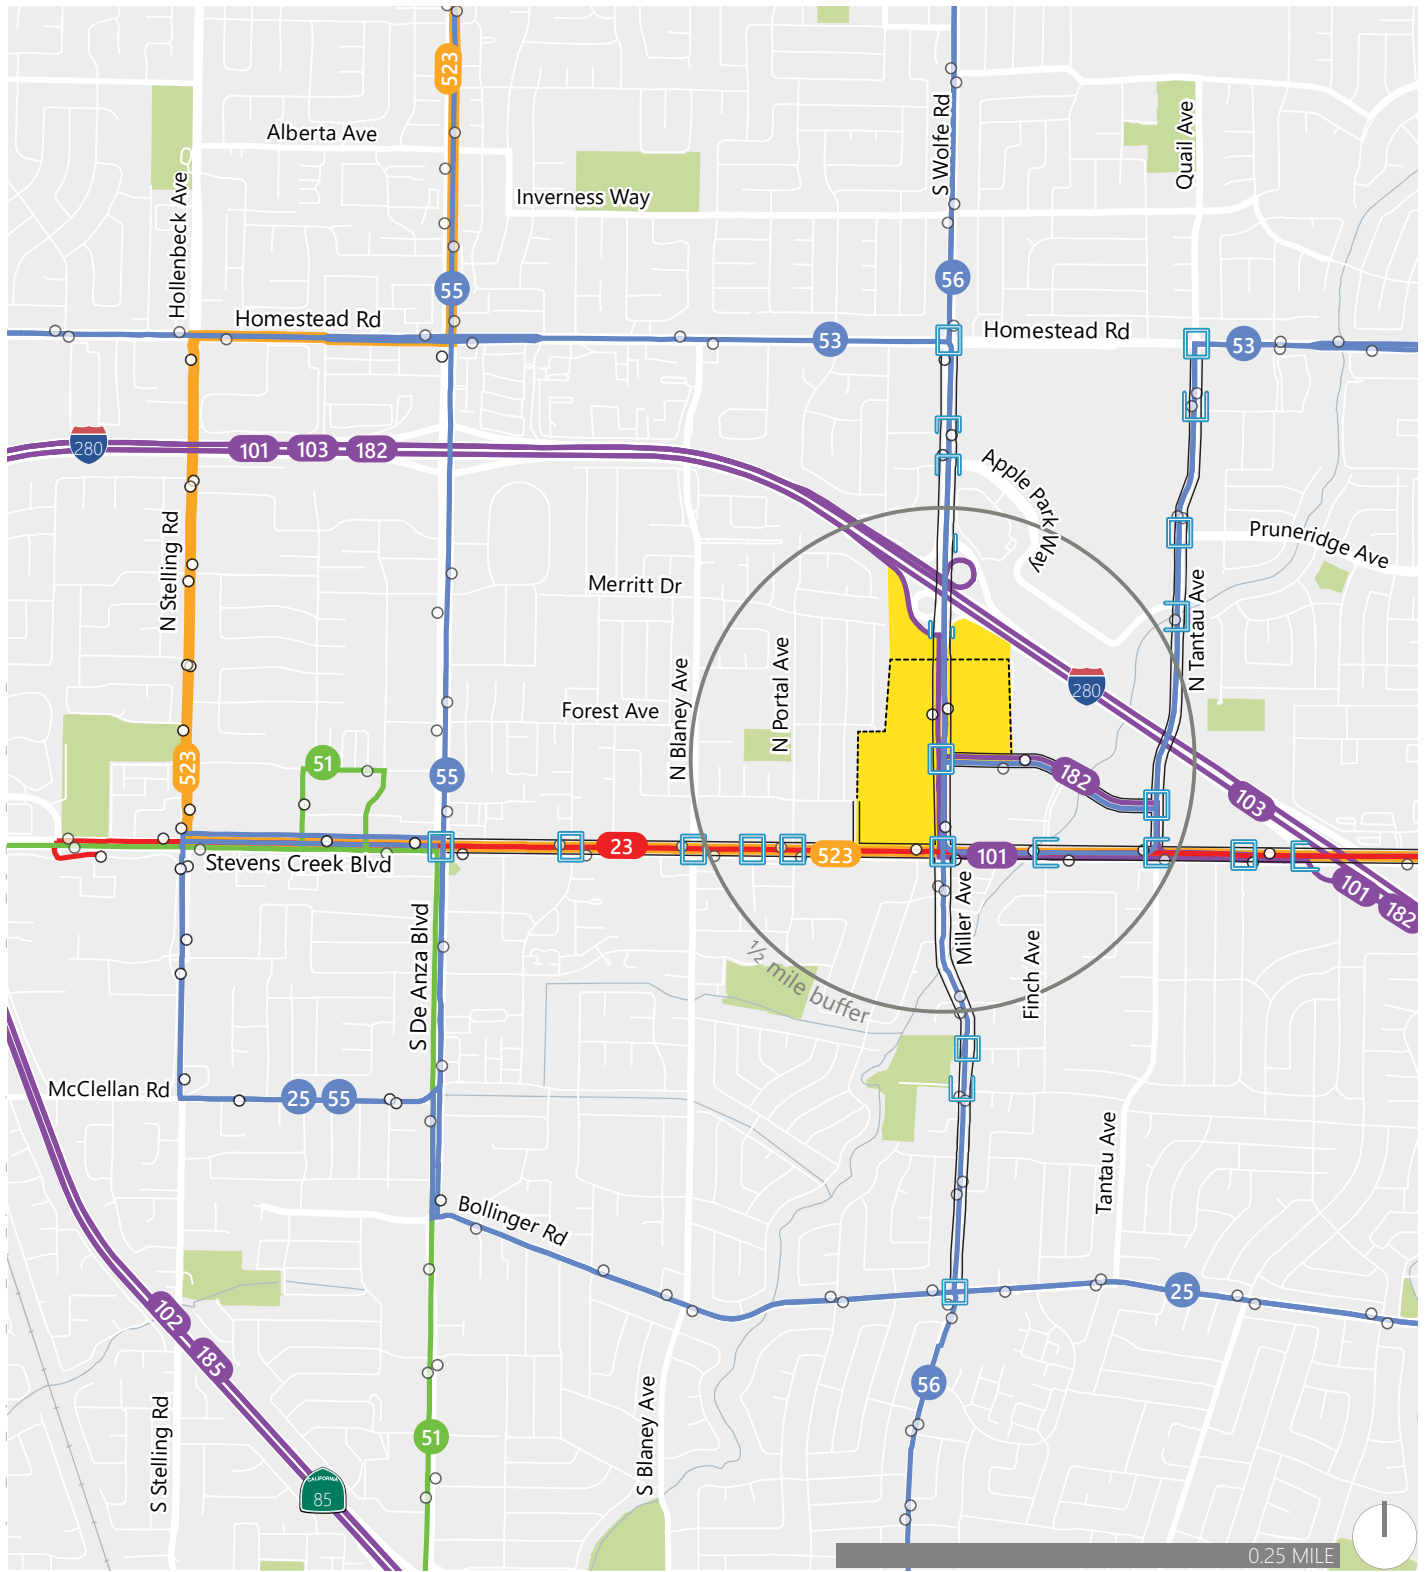 523
S Wolfe Rd
Quail Ave
Alberta Ave
Inverness Way
Hollenbeck Ave
55
56
Homestead Rd
Homestead Rd
53
53
280
101
103
182
Apple Park Way
Pruneridge Ave
N Stelling Rd
Merritt Dr
N Tantau Ave
N Portal Ave
N Blaney Ave
280
Forest Ave
523
51
55
182
103
Stevens Creek Blvd
23
523
101
101
182
S De Anza Blvd
Miller Ave
Finch Ave
½ mile buffer
McClellan Rd
25
55
Tantau Ave
Bollinger Rd
25
102
185
56
S Stelling Rd
S Blaney Ave
51
CALIFORNIA
85
0.25 MILE